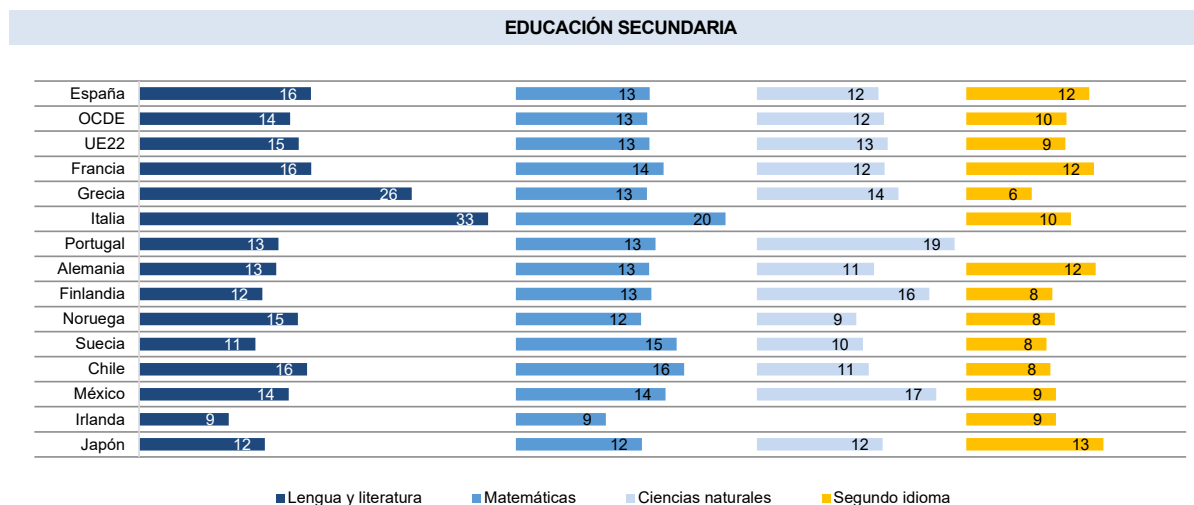 EDUCACIÓN SECUNDARIA
España 16 13 12 12
OCDE 14 13 12 10
UE22 15 13 13 9
Francia 16 14 12 12
Grecia 26 13 14 6
Italia 33 20 10
Portugal 13 13 19
Alemania 13 13 11 12
Finlandia 12 13 16 8
Noruega 15 12 9 8
Suecia 11 15 10 8
Chile 16 16 11 8
México 14 14 17 9
Irlanda 9 9 9
Japón 12 12 12 13
Lengua y literatura Matemáticas Ciencias naturales Segundo idioma